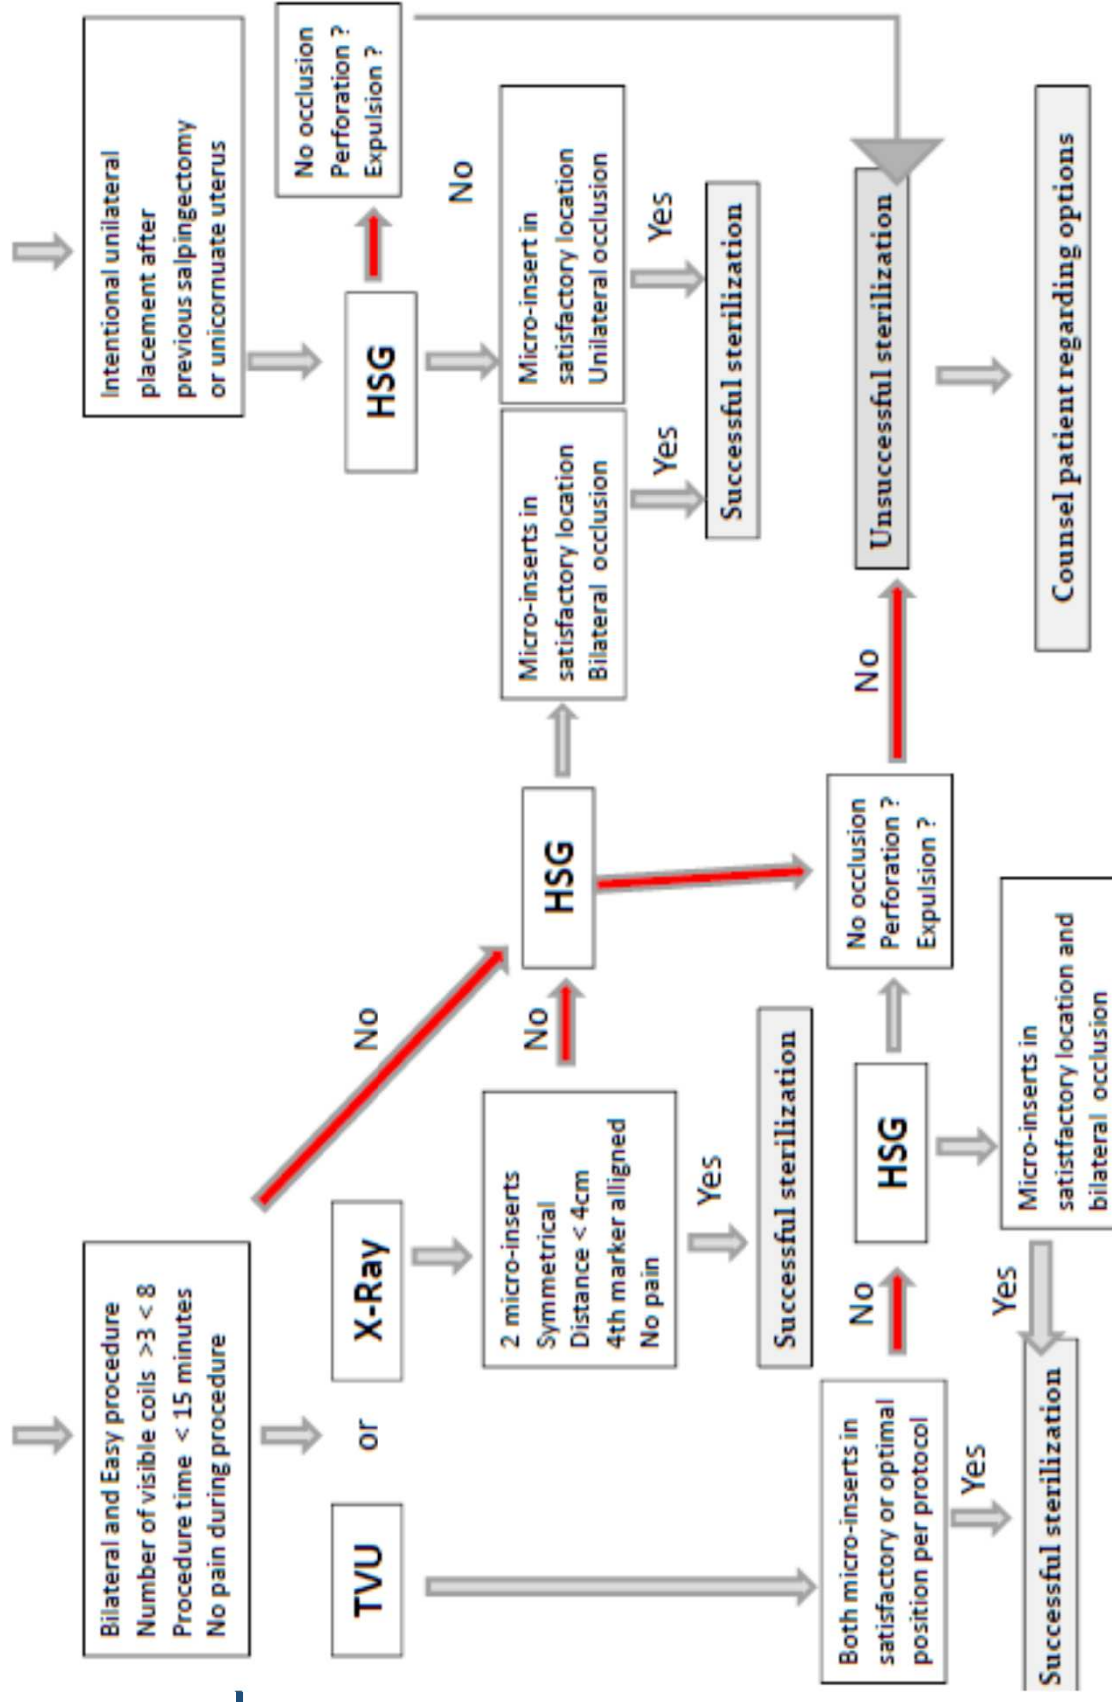 Bilateral and Easy procedure
Number of visible coils >3 < 8
Procedure time < 15 minutes
No pain during procedure
Intentional unilateral
placement after
previous salpingectomy
or unicornuate uterus
TVU
or
X-Ray
No
HSG
No occlusion
Perforation ?
Expulsion ?
No
2 micro-inserts
Symmetrical
Distance < 4cm
4th marker alligned
No pain
No
HSG
Micro-inserts in
satisfactory location
Bilateral occlusion
Micro-insert in
satisfactory location
Unilateral occlusion
Yes
Yes
Yes
Successful sterilization
Successful sterilization
Both micro-inserts in
satisfactory or optimal
position per protocol
No
HSG
No occlusion
Perforation ?
Expulsion ?
No
Unsuccessful sterilization
Yes
Yes
Successful sterilization
Micro-inserts in
satistfactory location and
bilateral occlusion
Counsel patient regarding options